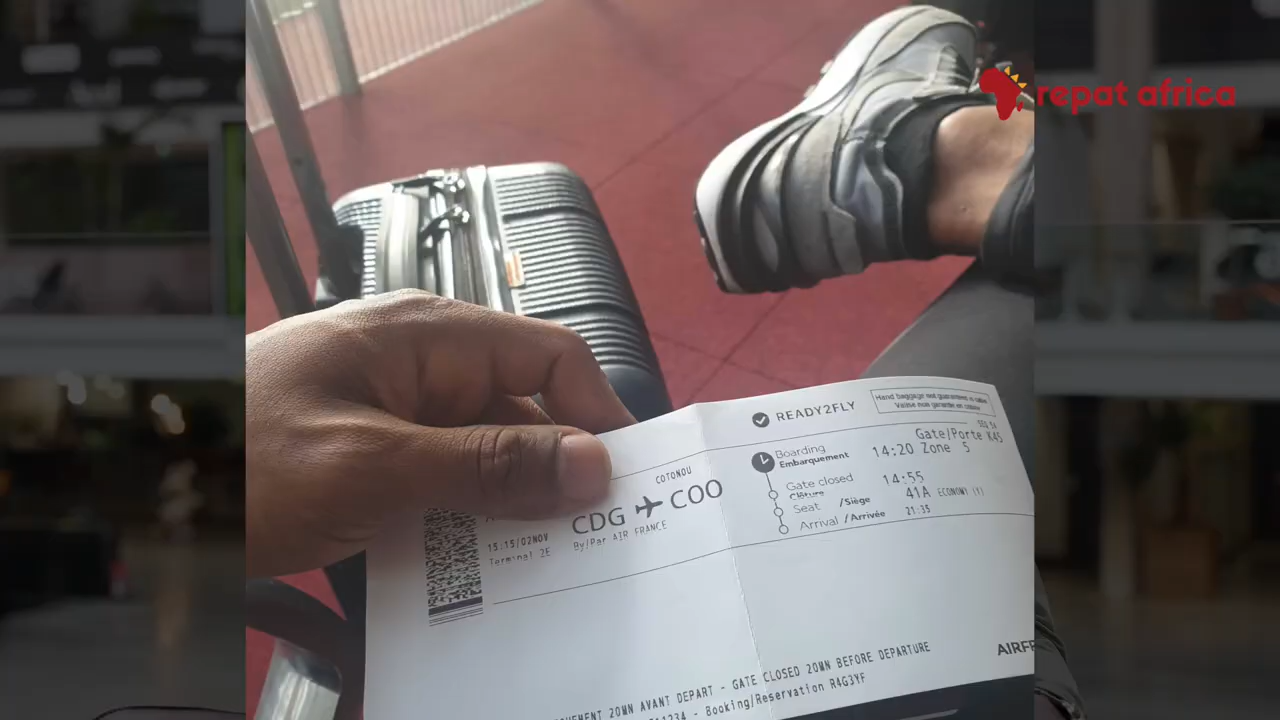 repat africa
READY2FLY
Hand baggage not guaranteed in cabin
Valise non garantie en cabine
Gate/Porte K45
Boarding
Embarquement
14:20 Zone 5
Gate closed
Clôture
14:55
Seat /Siège 41A ECONOMY (Y)
Arrival /Arrivée 21:35
COTONOU
CDG COO
15:15/02NOV
By/Par AIR FRANCE
Terminal 2E
AIRFR
20MN AVANT DEPART - GATE CLOSED 20MN BEFORE DEPARTURE
- Booking/Reservation R4G3YF